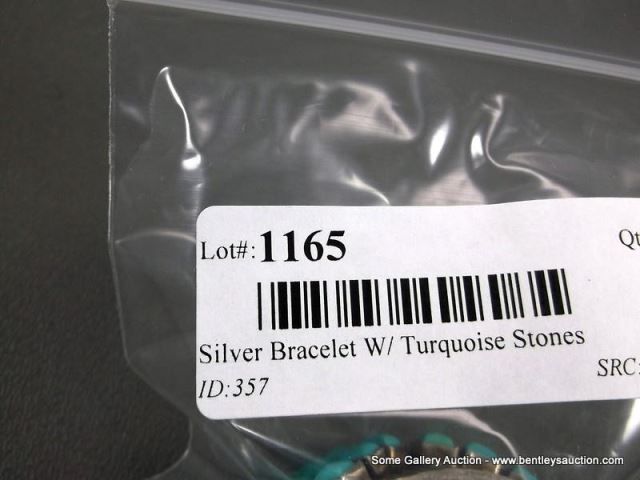 Lot#: 1165
Qt
Silver Bracelet W/ Turquoise Stones
ID:357
SRC:
Some Gallery Auction - www.bentleysauction.com